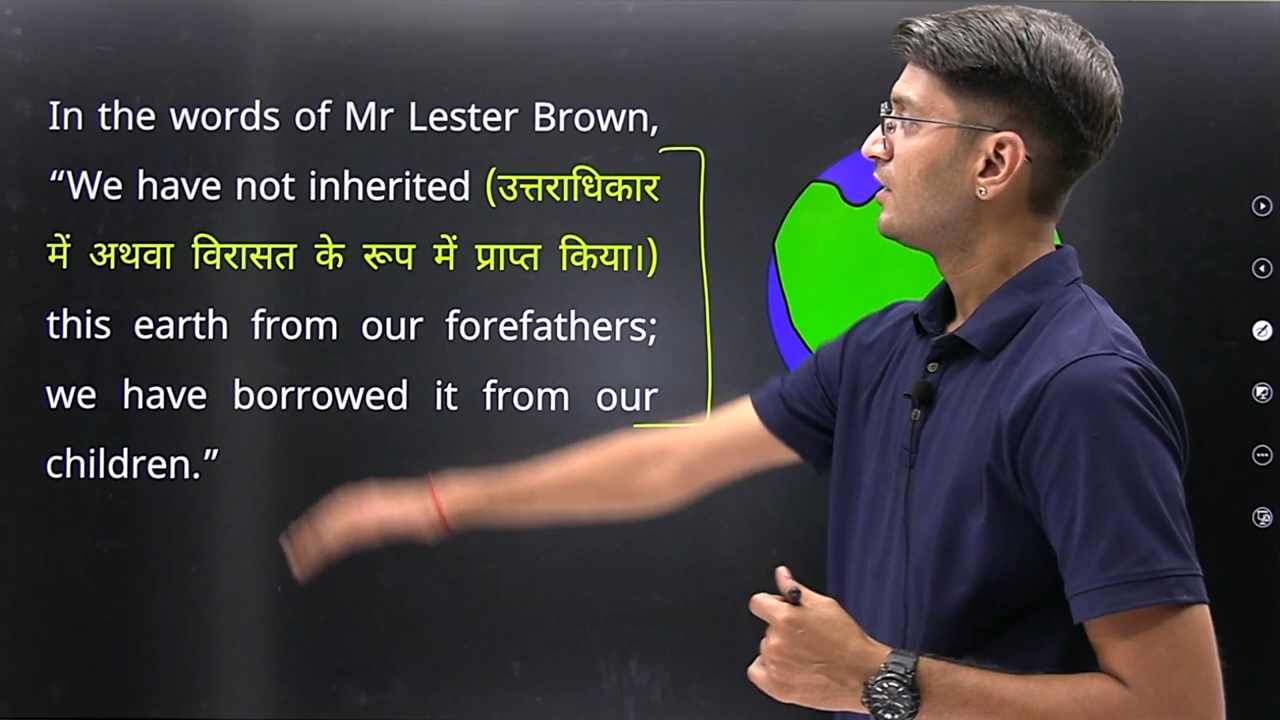 In the words of Mr Lester Brown,
“We have not inherited (उत्तराधिकार
में अथवा विरासत के रूप में प्राप्त किया।)
this earth from our forefathers;
we have borrowed it from our
children.”